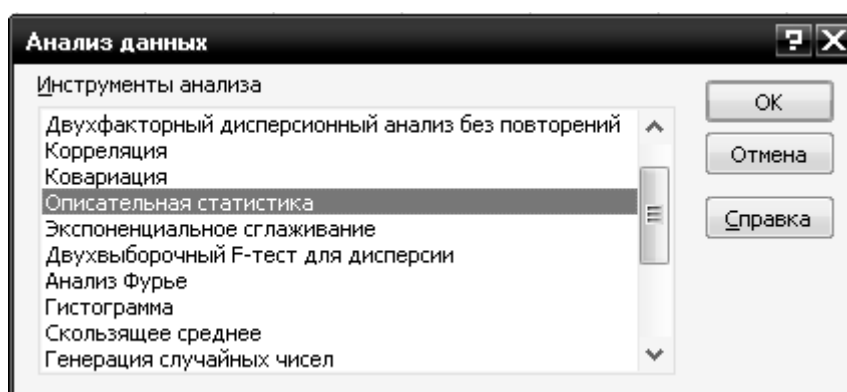 Анализ данных
Инструменты анализа
Двухфакторный дисперсионный анализ без повторений
Корреляция
Ковариация
Описательная статистика
Экспоненциальное сглаживание
Двухвыборочный F-тест для дисперсии
Анализ Фурье
Гистограмма
Скользящее среднее
Генерация случайных чисел
ОК
Отмена
Справка